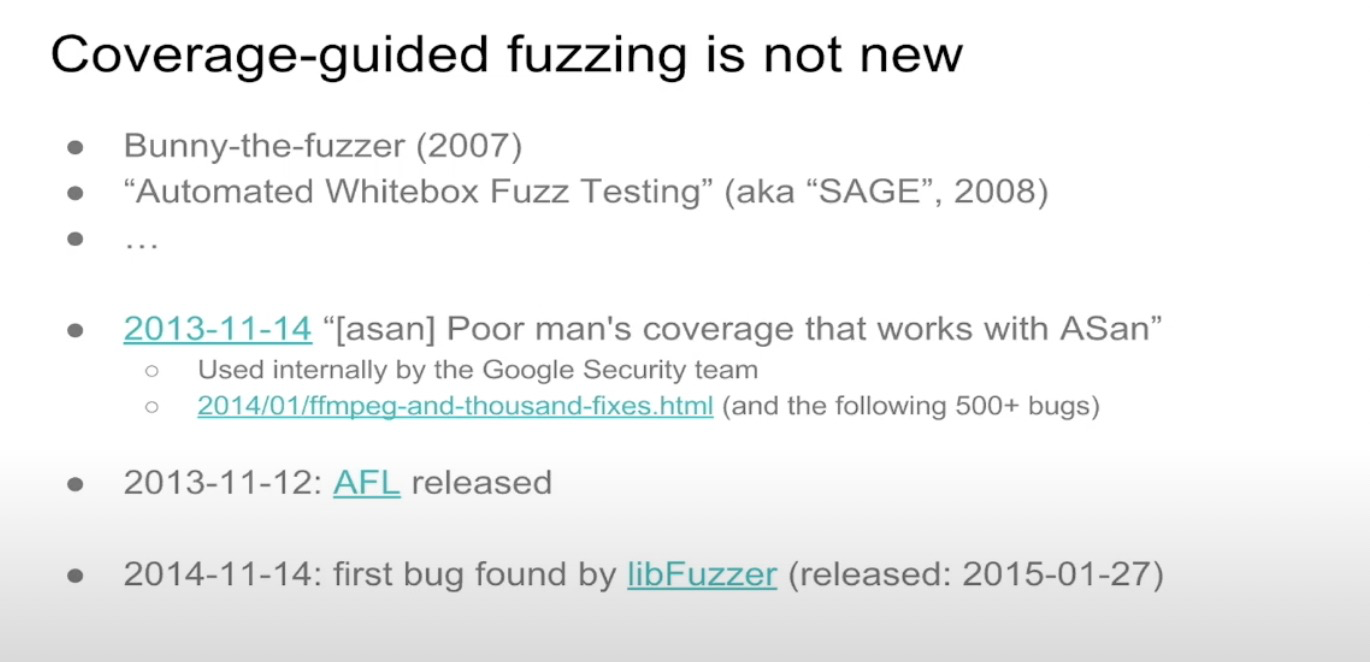 Coverage-guided fuzzing is not new
● Bunny-the-fuzzer (2007)
● “Automated Whitebox Fuzz Testing” (aka “SAGE”, 2008)
● …
● 2013-11-14 “[asan] Poor man's coverage that works with ASan”
○ Used internally by the Google Security team
○ 2014/01/ffmpeg-and-thousand-fixes.html (and the following 500+ bugs)
● 2013-11-12: AFL released
● 2014-11-14: first bug found by libFuzzer (released: 2015-01-27)